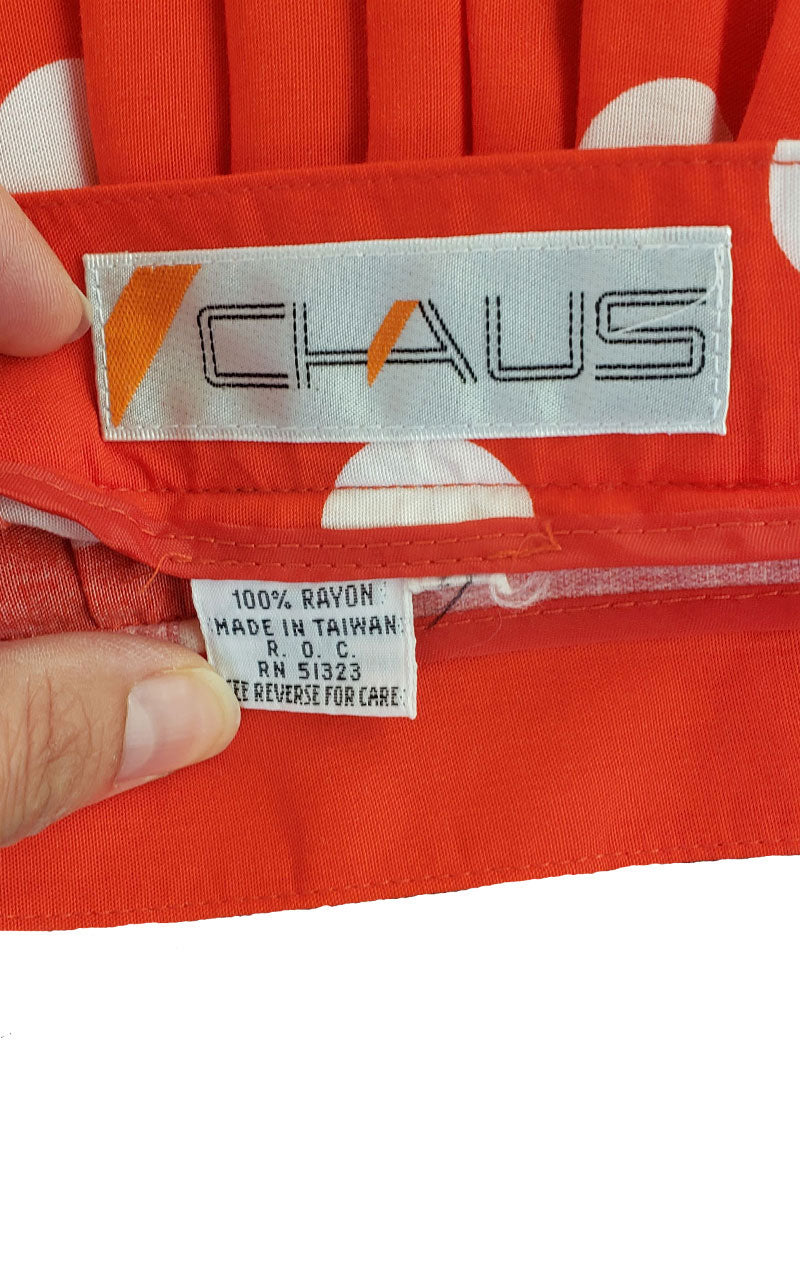 CHAUS
100% RAYON
MADE IN TAIWAN
R. O. C.
RN 51323
SEE REVERSE FOR CARE